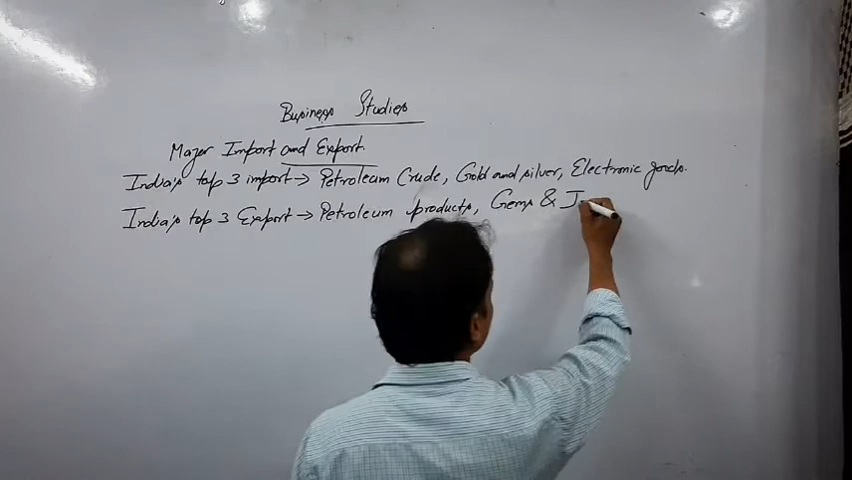 Business Studies
Major Import and Export.
India's top 3 import → Petroleum Crude, Gold and silver, Electronic goods.
India's top 3 Export → Petroleum products, Gems & J